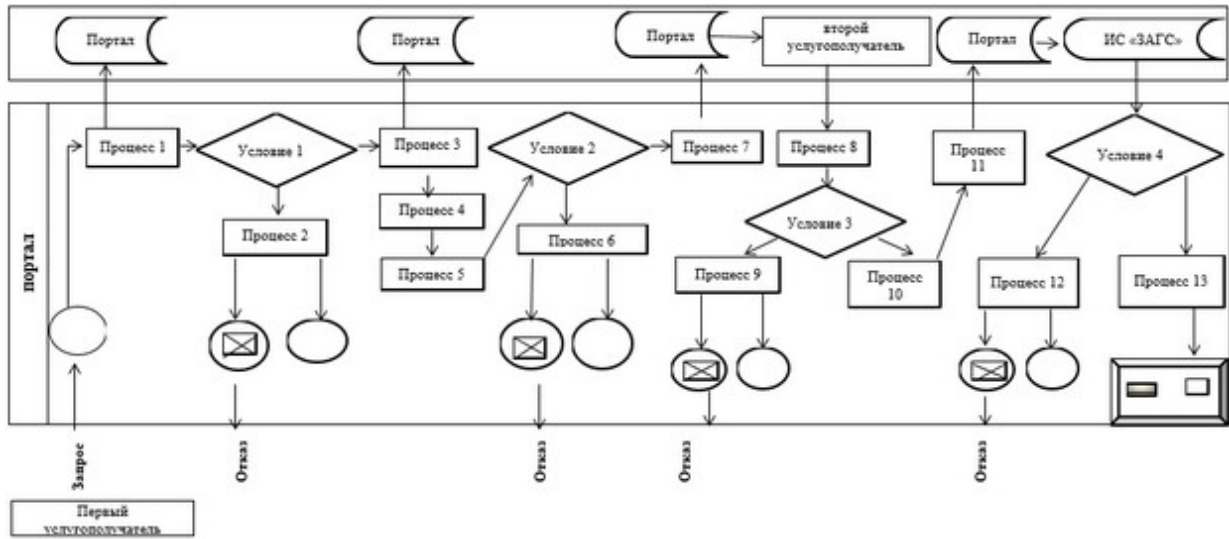 Портал
Портал
Портал
второй
услугополучатель
Портал
ИС «ЗАГС»
портал
Процесс 1
Условие 1
Процесс 3
Условие 2
Процесс 7
Процесс 8
Процесс
11
Условие 4
Процесс 2
Процесс 4
Процесс 6
Условие 3
Процесс 5
Процесс 9
Процесс
10
Процесс 12
Процесс 13
Запрос
Отказ
Отказ
Отказ
Отказ
Первый
услугополучатель